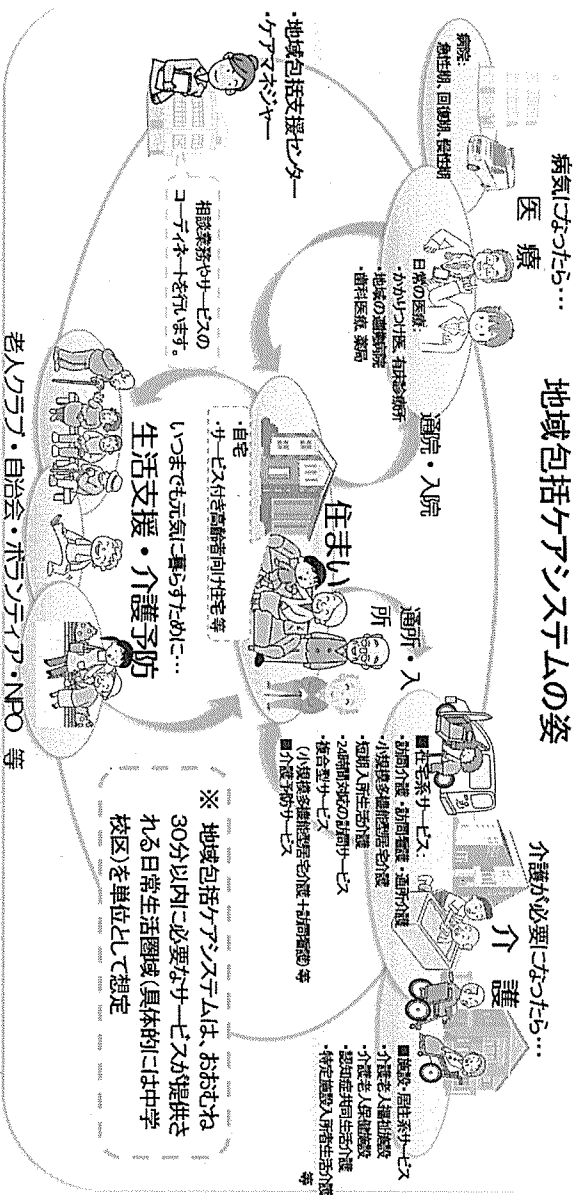 地域包括ケアシステムの姿
病気になったら…
医療
病院:
急性期、回復期、慢性期
日常の医療:
・かかりつけ医、有床診療所
・地域の連携病院
・歯科医療、薬局
通院・入院
・地域包括支援センター
・ケアマネジャー
相談業務やサービスの
コーディネートを行います。
住まい
・自宅
・サービス付き高齢者向け住宅 等
通所・入
所
介護が必要になったら…
介護
■在宅系サービス:
・訪問介護・訪問看護・通所介護
・小規模多機能型居宅介護
・短期入所生活介護
・24時間対応の訪問サービス
・複合型サービス
(小規模多機能型居宅介護+訪問看護) 等
■介護予防サービス
■施設・居住系サービス
・介護老人福祉施設
・介護老人保健施設
・認知症共同生活介護
・特定施設入所者生活介護
等
いつまでも元気に暮らすために…
生活支援・介護予防
老人クラブ・自治会・ボランティア・NPO 等
※ 地域包括ケアシステムは、おおむね
30分以内に必要なサービスが提供さ
れる日常生活圏域(具体的には中学
校区)を単位として想定